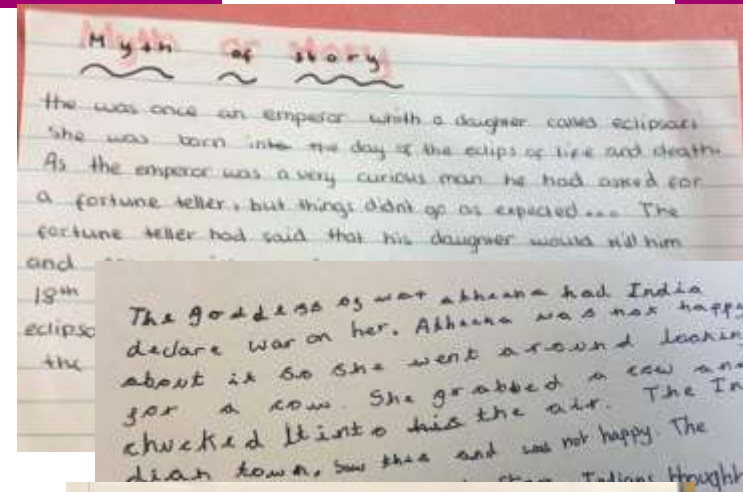 Myth or story
the was once an emperor whith a daughter called eclipsari
She was born into the day of the eclips of life and death.
As the emperor was a very curious man he had asked for
a fortune teller, but things didnt go as expected... The
fortune teller had said that his daughter would kill him
and
18th
eclipsa
the
The goddess of war atheana had India
declare war on her. Atheana was not happy
about it so she went around lookin
for a cow. She grabbed a cow and
chucked it into the air. The In
dian town, saw this and was not happy. The
Indians thought